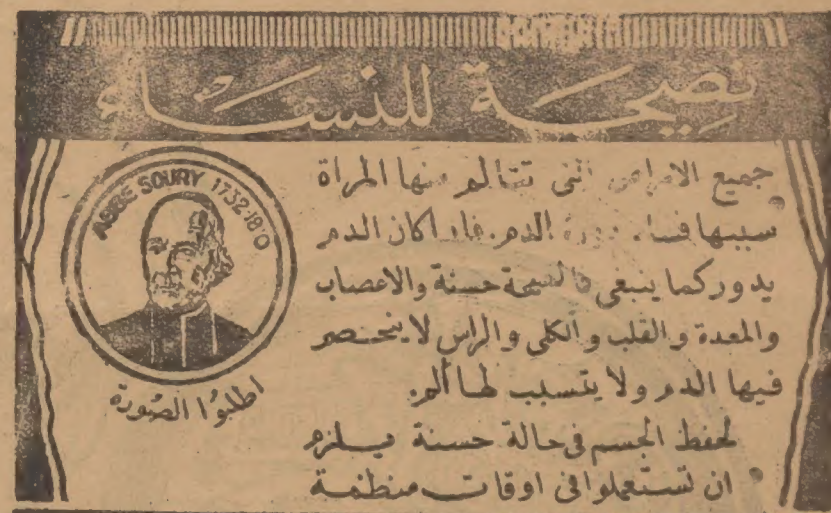 نصيحة للنساء
ABBE SOURY 1732-1810
اطلبوا الصورة
جميع الامراض التى تتالم منها المراة
سببها فساد دورة الدم. فاذا كان الدم
يدور كما ينبغى فالصحة حسنة والاعصاب
والمعدة والقلب والكلى والراس لا ينحصر
فيها الدم ولا يتسبب لها ألم.
لحفظ الجسم فى حالة حسنة يلزم
ان تستعملوا فى اوقات منظمة